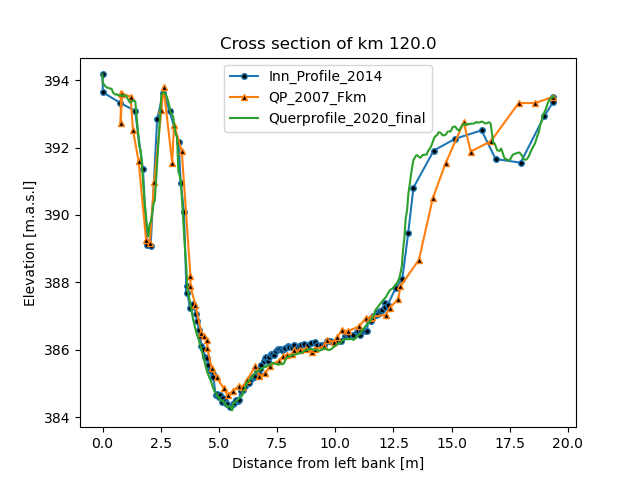 Cross section of km 120.0
Inn_Profile_2014
QP_2007_Fkm
Querprofile_2020_final
Elevation [m.a.s.l]
394
392
390
388
386
384
0.0 2.5 5.0 7.5 10.0 12.5 15.0 17.5 20.0
Distance from left bank [m]